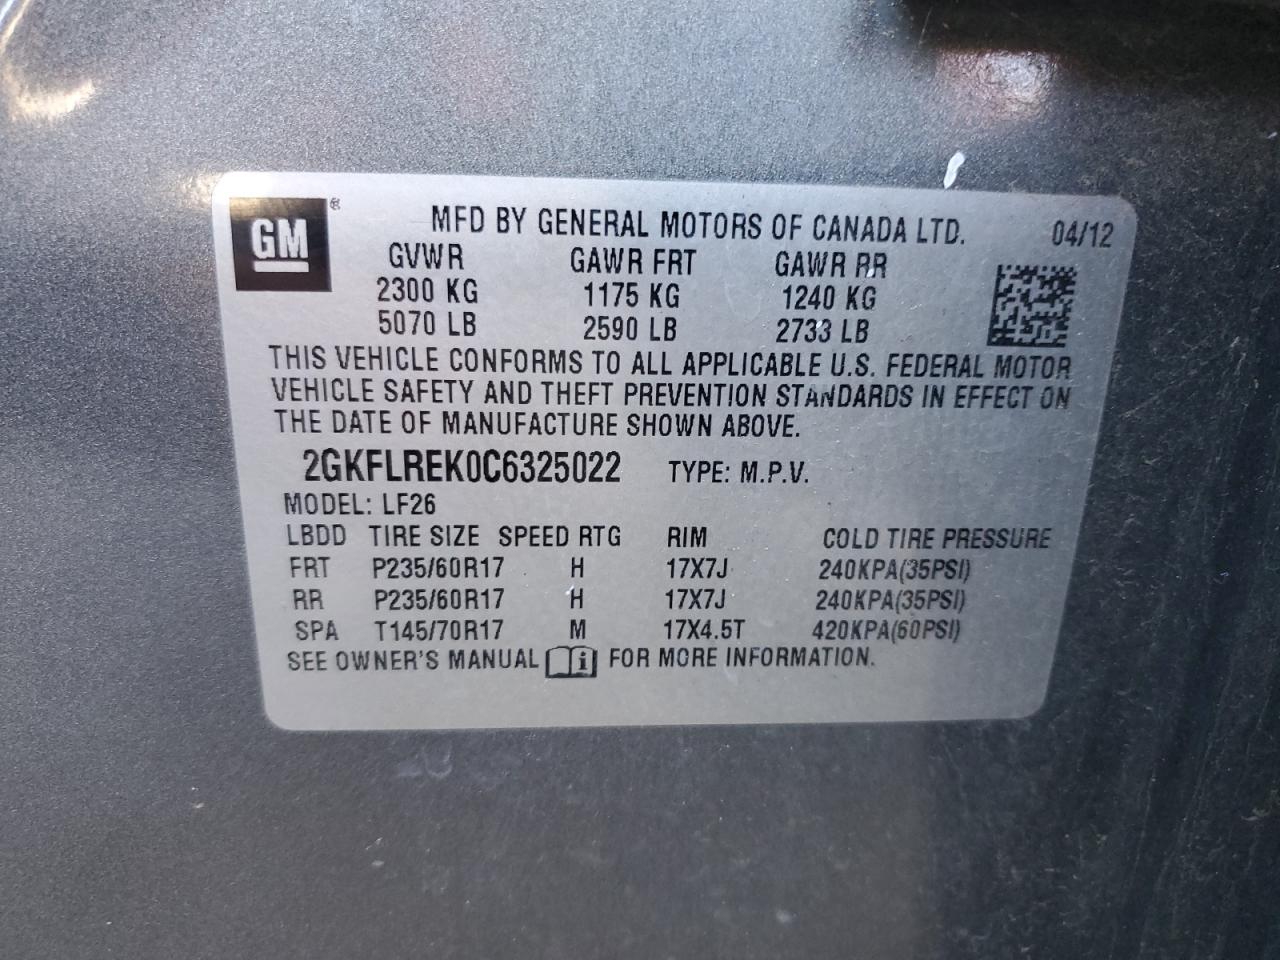 GM ®
MFD BY GENERAL MOTORS OF CANADA LTD. 04/12
GVWR GAWR FRT GAWR RR
2300 KG 1175 KG 1240 KG
5070 LB 2590 LB 2733 LB
THIS VEHICLE CONFORMS TO ALL APPLICABLE U.S. FEDERAL MOTOR
VEHICLE SAFETY AND THEFT PREVENTION STANDARDS IN EFFECT ON
THE DATE OF MANUFACTURE SHOWN ABOVE.
2GKFLREK0C6325022 TYPE: M.P.V.
MODEL: LF26
LBDD TIRE SIZE SPEED RTG RIM COLD TIRE PRESSURE
FRT P235/60R17 H 17X7J 240KPA(35PSI)
RR P235/60R17 H 17X7J 240KPA(35PSI)
SPA T145/70R17 M 17X4.5T 420KPA(60PSI)
SEE OWNER'S MANUAL i FOR MORE INFORMATION.